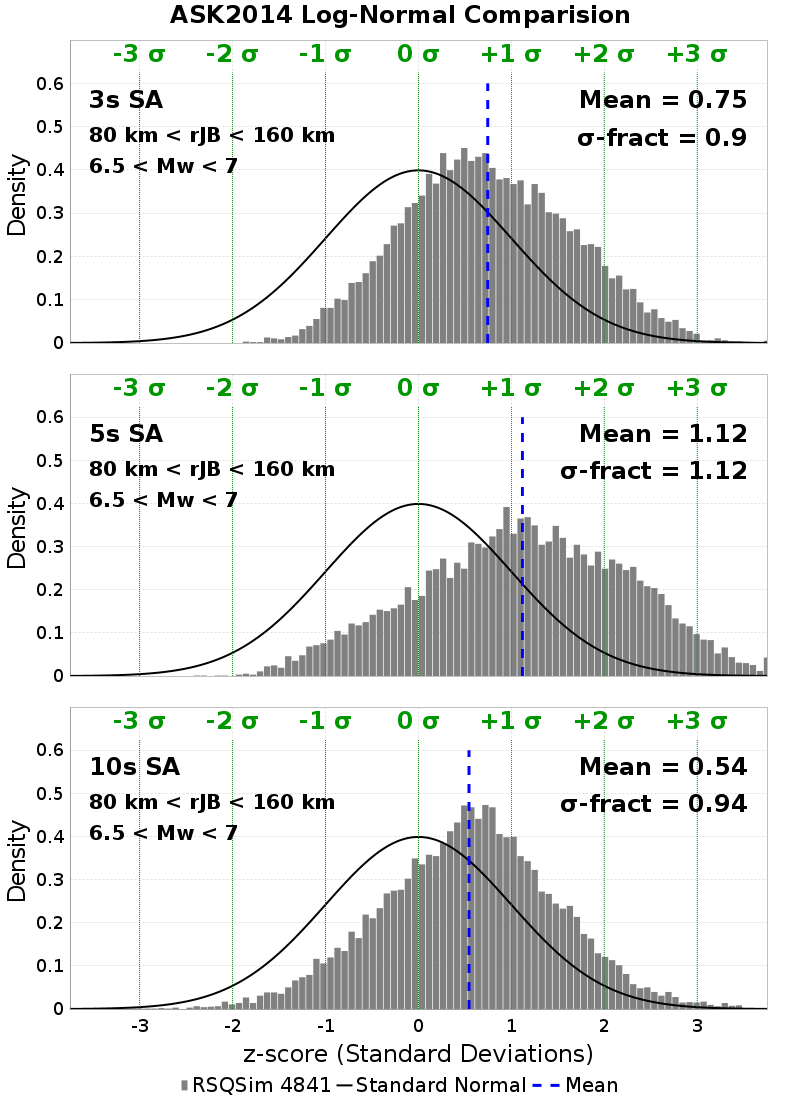 ASK2014 Log-Normal Comparision
-3 σ -2 σ -1 σ 0 σ +1 σ +2 σ +3 σ
3s SA
Mean = 0.75
80 km < rJB < 160 km
σ-fract = 0.9
6.5 < Mw < 7
Density
0.6
0.5
0.4
0.3
0.2
0.1
0
-3 σ -2 σ -1 σ 0 σ +1 σ +2 σ +3 σ
5s SA
Mean = 1.12
80 km < rJB < 160 km
σ-fract = 1.12
6.5 < Mw < 7
Density
0.6
0.5
0.4
0.3
0.2
0.1
0
-3 σ -2 σ -1 σ 0 σ +1 σ +2 σ +3 σ
10s SA
Mean = 0.54
80 km < rJB < 160 km
σ-fract = 0.94
6.5 < Mw < 7
Density
0.6
0.5
0.4
0.3
0.2
0.1
0
-3 -2 -1 0 1 2 3
z-score (Standard Deviations)
RSQSim 4841 Standard Normal Mean